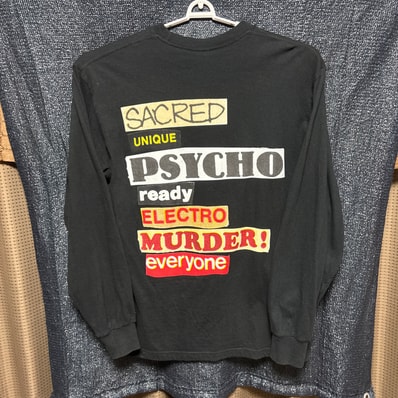 SACRED
UNIQUE
PSYCHO
ready
ELECTRO
MURDER!
everyone